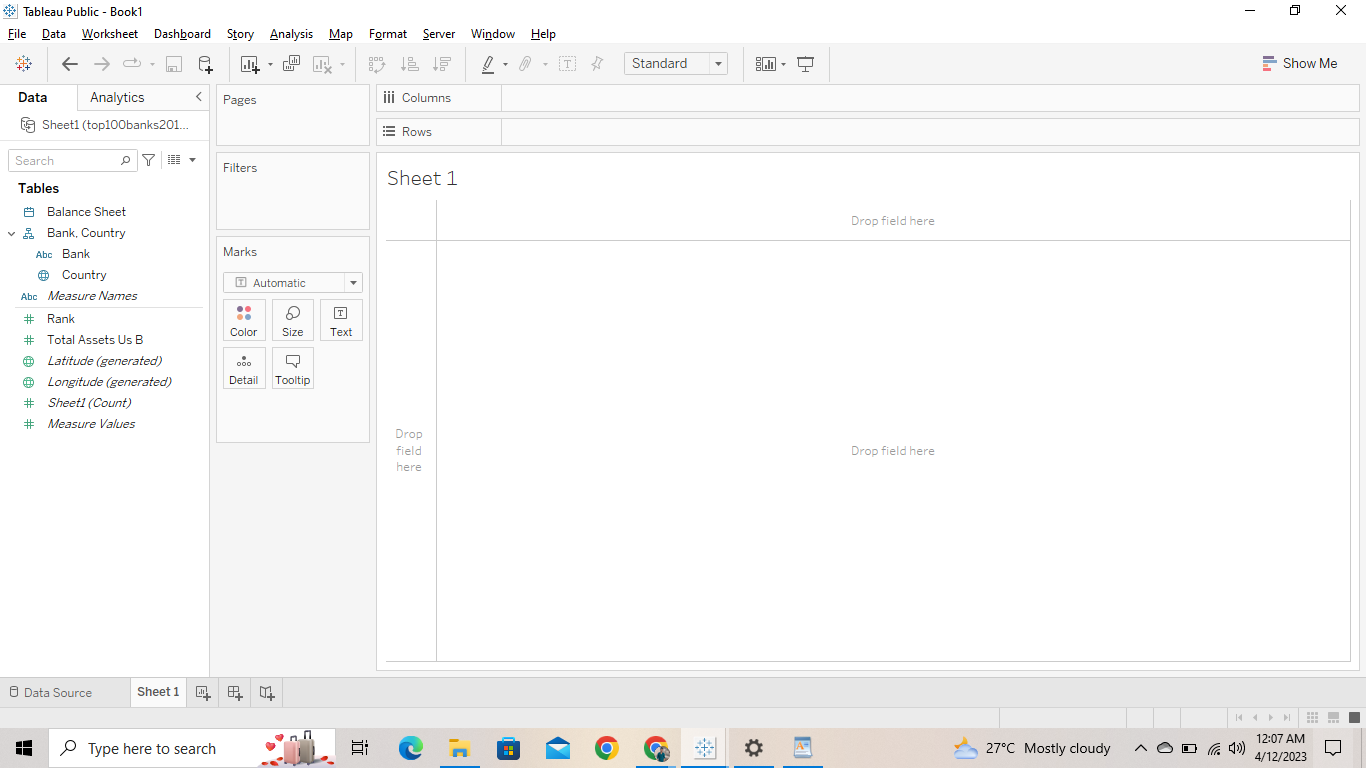 Tableau Public - Book1
File Data Worksheet Dashboard Story Analysis Map Format Server Window Help
Standard
Show Me
Data Analytics
Sheet1 (top100banks201...
Search
Tables
Balance Sheet
Bank, Country
Abc Bank
Country
Abc Measure Names
Rank
Total Assets Us B
Latitude (generated)
Longitude (generated)
Sheet1 (Count)
Measure Values
Pages
Filters
Marks
T Automatic
Color Size Text
Detail Tooltip
Columns
Rows
Sheet 1
Drop field here
Drop
field
here
Drop field here
Data Source Sheet 1
Type here to search
27°C Mostly cloudy
12:07 AM
4/12/2023